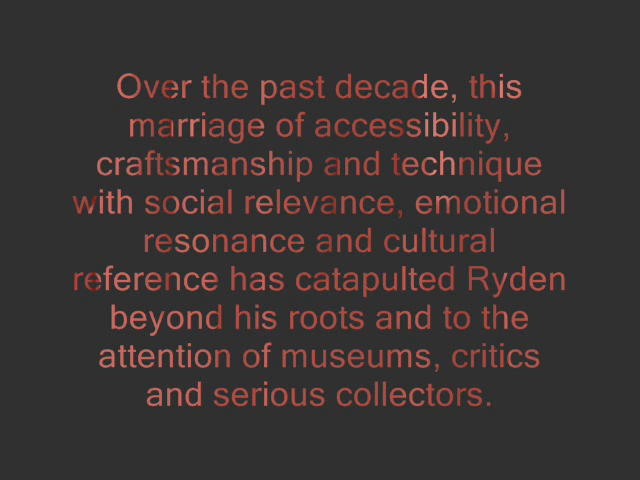 Over the past decade, this
marriage of accessibility,
craftsmanship and technique
with social relevance, emotional
resonance and cultural
reference has catapulted Ryden
beyond his roots and to the
attention of museums, critics
and serious collectors.